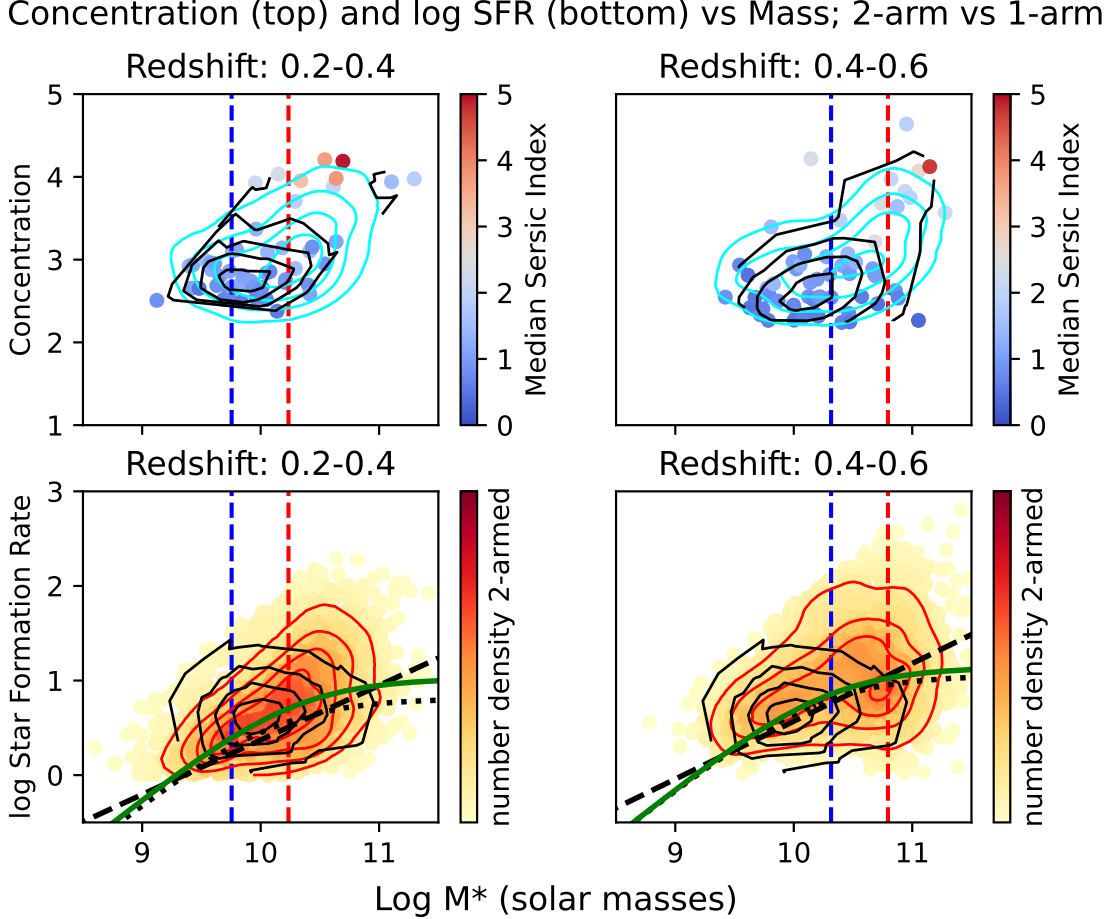 Concentration (top) and log SFR (bottom) vs Mass; 2-arm vs 1-arm
Redshift: 0.2-0.4
Redshift: 0.4-0.6
5
4
3
2
1
Concentration
5
4
3
2
1
0
Median Sersic Index
5
4
3
2
1
0
Median Sersic Index
Redshift: 0.2-0.4
Redshift: 0.4-0.6
3
2
1
0
log Star Formation Rate
number density 2-armed
number density 2-armed
9
10
11
9
10
11
Log M* (solar masses)